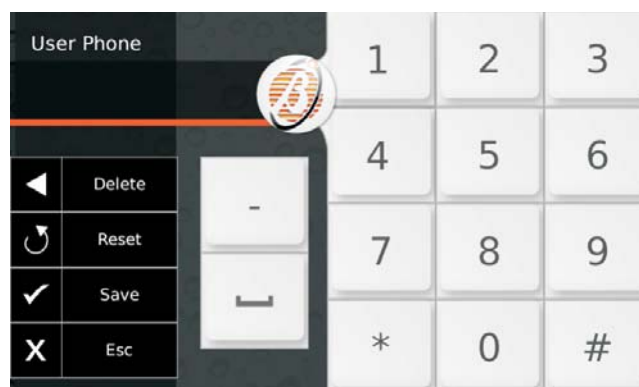 User Phone
1 2 3
4 5 6
7 8 9
* 0 #
-
Delete
Reset
Save
X Esc